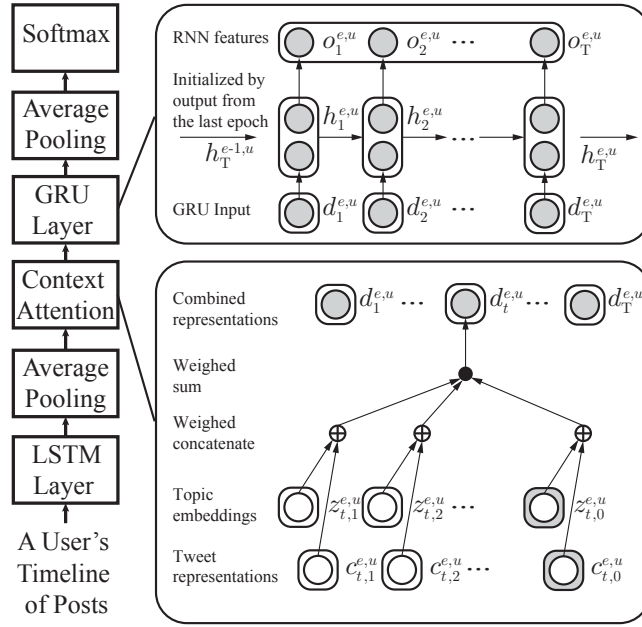 Softmax
Average
Pooling
GRU
Layer
Context
Attention
Average
Pooling
LSTM
Layer
A User's
Timeline
of Posts
RNN features
o_1^{e,u} o_2^{e,u} ... o_T^{e,u}
Initialized by
output from
the last epoch
h_T^{e-1,u} h_1^{e,u} h_2^{e,u} ... h_T^{e,u}
GRU Input
d_1^{e,u} d_2^{e,u} ... d_T^{e,u}
Combined
representations
d_1^{e,u} ... d_t^{e,u} ... d_T^{e,u}
Weighed
sum
Weighed
concatenate
Topic
embeddings
z_{t,1}^{e,u} z_{t,2}^{e,u} ... z_{t,0}^{e,u}
Tweet
representations
c_{t,1}^{e,u} c_{t,2}^{e,u} ... c_{t,0}^{e,u}